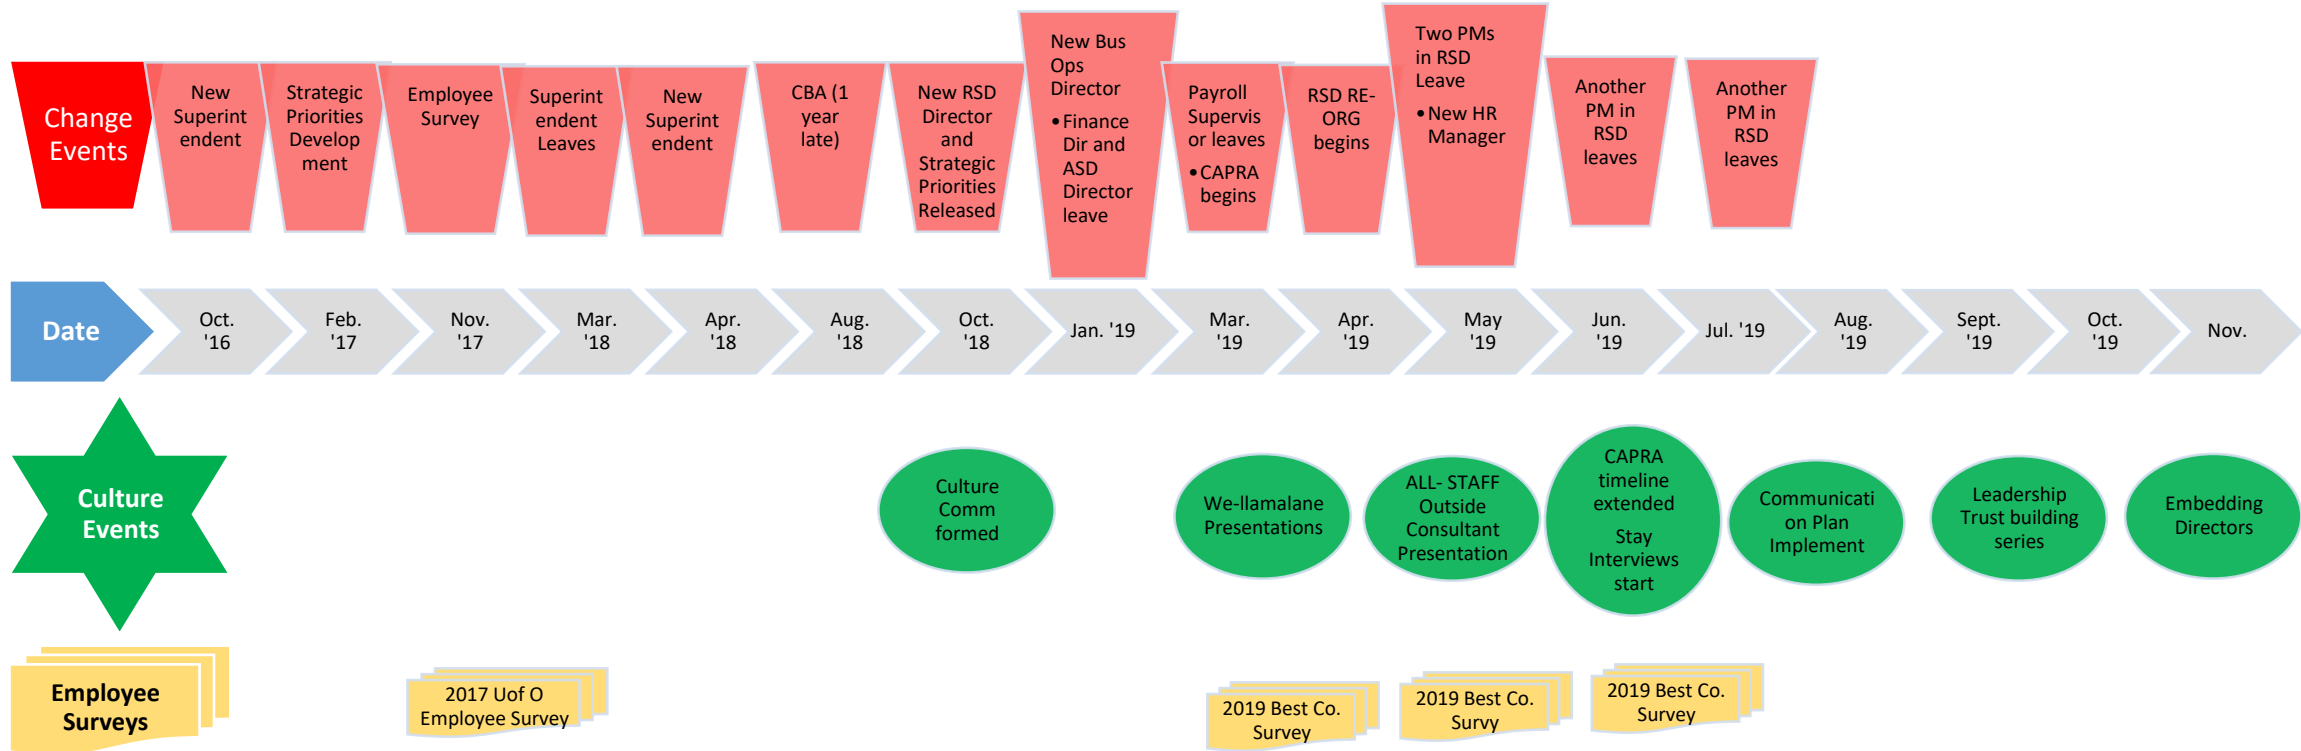 Change
Events
New
Superint
endent
Strategic
Priorities
Develop
ment
Employee
Survey
Superint
endent
Leaves
New
Superint
endent
CBA (1
year
late)
New RSD
Director
and
Strategic
Priorities
Released
New Bus
Ops
Director
•Finance
Dir and
ASD
Director
leave
Payroll
Supervis
or leaves
•CAPRA
begins
RSD RE-
ORG
begins
Two PMs
in RSD
Leave
•New HR
Manager
Another
PM in
RSD
leaves
Another
PM in
RSD
leaves
Date
Oct.
'16
Feb.
'17
Nov.
'17
Mar.
'18
Apr.
'18
Aug.
'18
Oct.
'18
Jan. '19
Mar.
'19
Apr.
'19
May
'19
Jun.
'19
Jul. '19
Aug.
'19
Sept.
'19
Oct.
'19
Nov.
Culture
Events
Culture
Comm
formed
We-llamalane
Presentations
ALL- STAFF
Outside
Consultant
Presentation
CAPRA
timeline
extended
Stay
Interviews
start
Communicati
on Plan
Implement
Leadership
Trust building
series
Embedding
Directors
Employee
Surveys
2017 Uof O
Employee Survey
2019 Best Co.
Survey
2019 Best Co.
Survy
2019 Best Co.
Survey